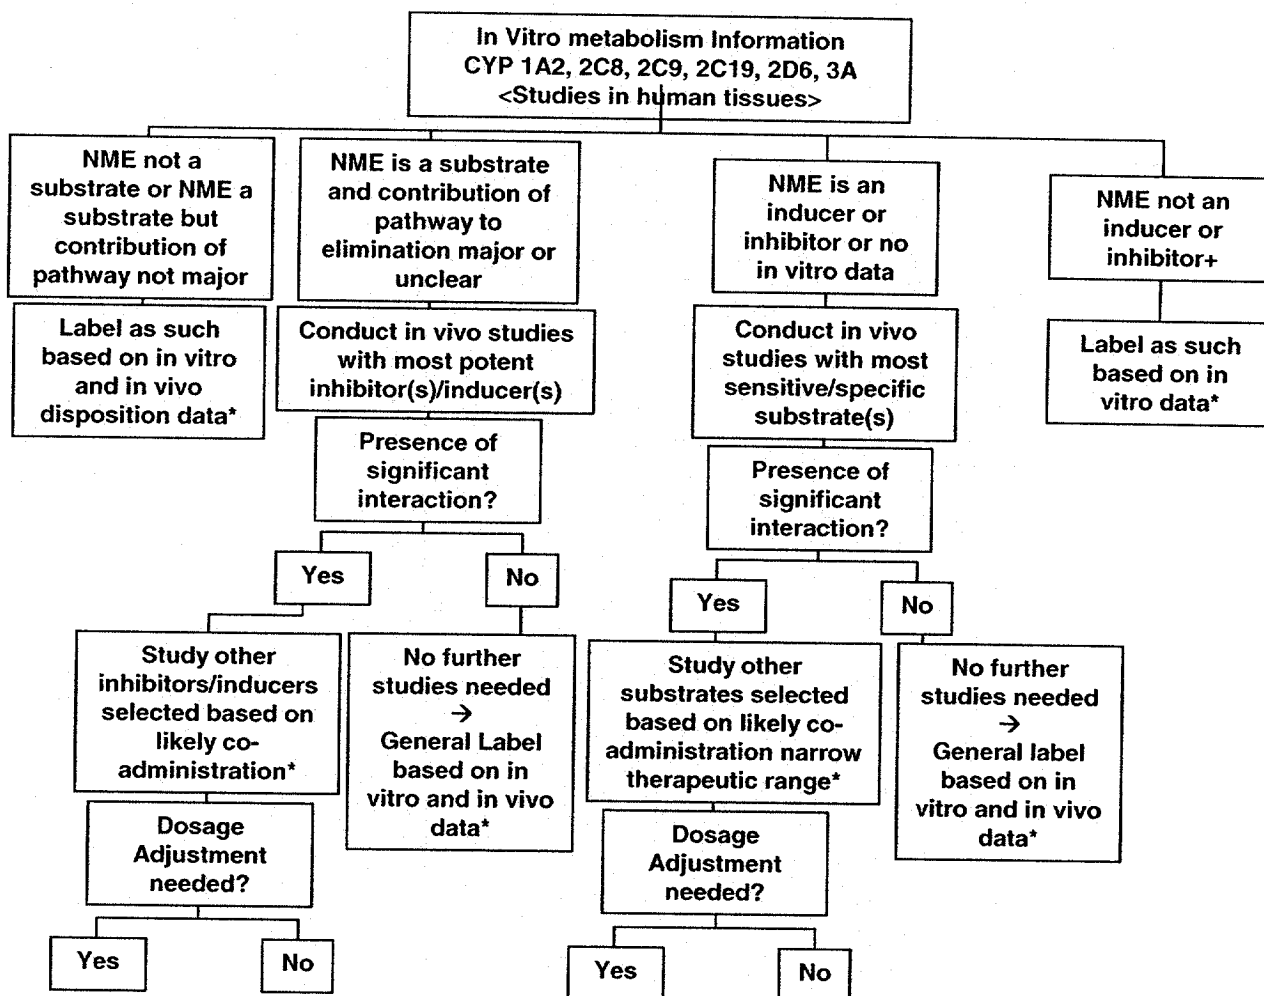 In Vitro metabolism Information
CYP 1A2, 2C8, 2C9, 2C19, 2D6, 3A
<Studies in human tissues>
NME not a
substrate or NME a
substrate but
contribution of
pathway not major
NME is a substrate
and contribution of
pathway to
elimination major or
unclear
NME is an
inducer or
inhibitor or no
in vitro data
NME not an
inducer or
inhibitor+
Label as such
based on in vitro
and in vivo
disposition data*
Conduct in vivo studies
with most potent
inhibitor(s)/inducer(s)
Conduct in vivo
studies with most
sensitive/specific
substrate(s)
Label as such
based on in
vitro data*
Presence of
significant
interaction?
Presence of
significant
interaction?
Yes
No
Yes
No
Study other
inhibitors/inducers
selected based on
likely co-
administration*
No further
studies needed
→
General Label
based on in
vitro and in vivo
data*
Study other
substrates selected
based on likely co-
administration narrow
therapeutic range*
No further
studies needed
→
General label
based on in
vitro and in vivo
data*
Dosage
Adjustment
needed?
Dosage
Adjustment
needed?
Yes
No
Yes
No